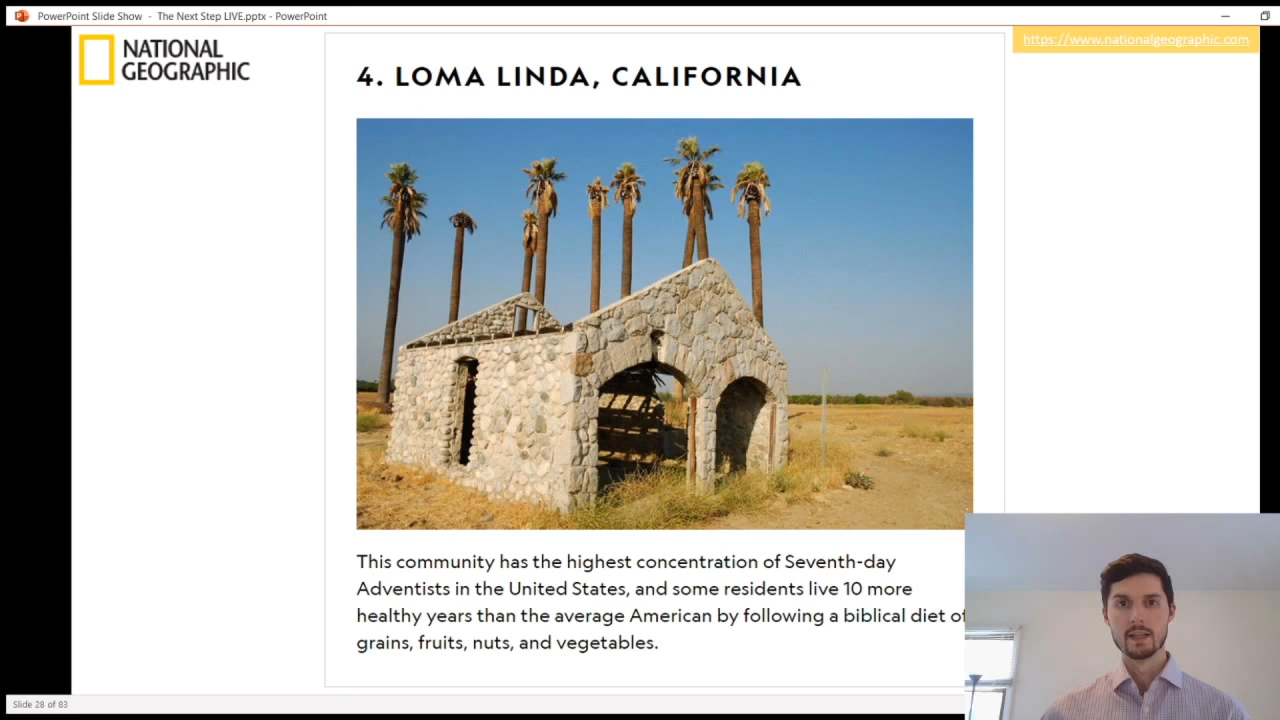 PowerPoint Slide Show - The Next Step LIVE.pptx - PowerPoint
NATIONAL
GEOGRAPHIC
https://www.nationalgeographic.com
4. LOMA LINDA, CALIFORNIA
This community has the highest concentration of Seventh-day
Adventists in the United States, and some residents live 10 more
healthy years than the average American by following a biblical diet of
grains, fruits, nuts, and vegetables.
Slide 28 of 83